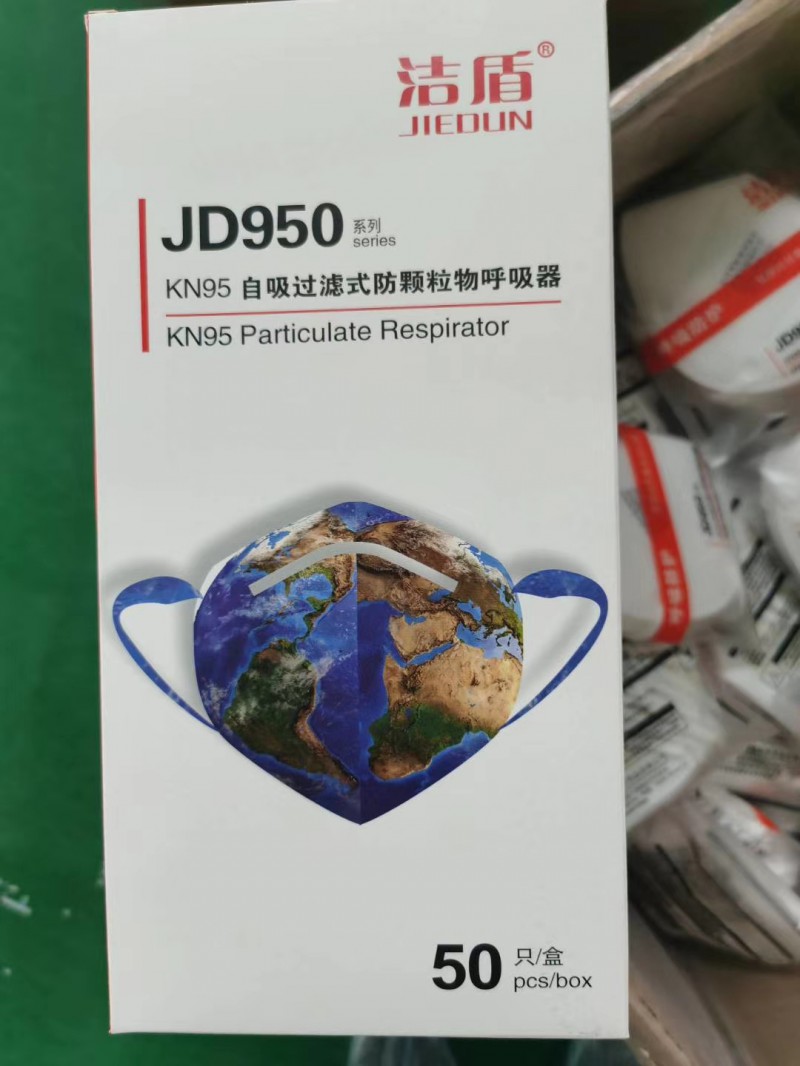 洁盾®
JIEDUN
JD950 系列
series
KN95 自吸过滤式防颗粒物呼吸器
KN95 Particulate Respirator
50 只/盒
pcs/box